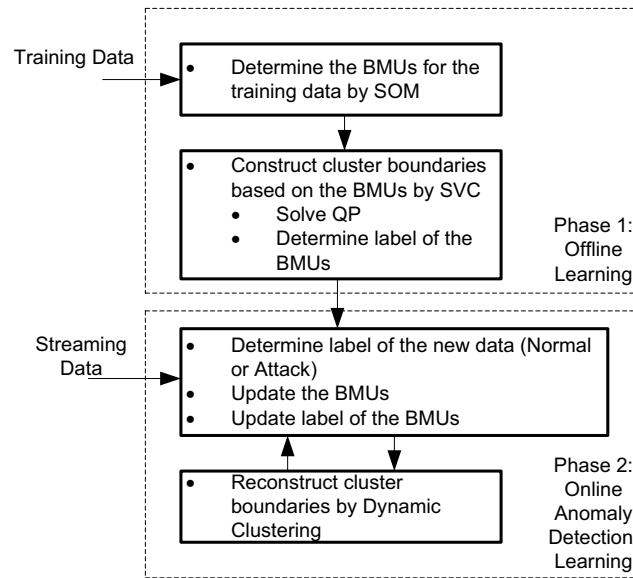 Training Data
• Determine the BMUs for the
training data by SOM
• Construct cluster boundaries
based on the BMUs by SVC
• Solve QP
• Determine label of the
BMUs
Phase 1:
Offline
Learning
Streaming
Data
• Determine label of the new data (Normal
or Attack)
• Update the BMUs
• Update label of the BMUs
• Reconstruct cluster
boundaries by Dynamic
Clustering
Phase 2:
Online
Anomaly
Detection
Learning